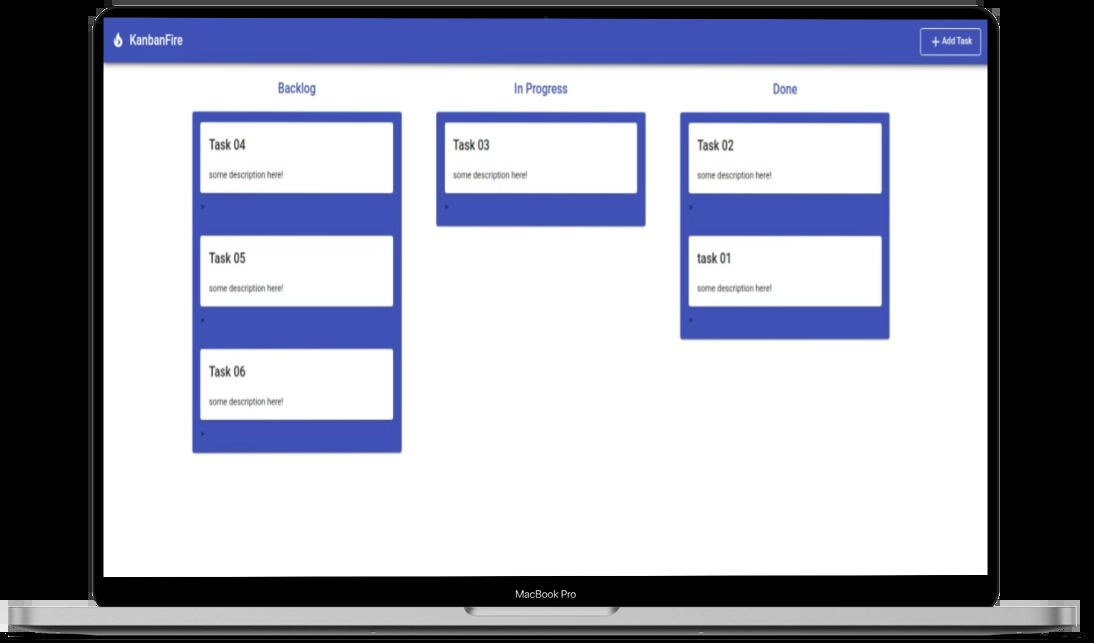 KanbanFire
+ Add Task
Backlog
In Progress
Done
Task 04
some description here!
>
Task 05
some description here!
>
Task 06
some description here!
>
Task 03
some description here!
>
Task 02
some description here!
>
task 01
some description here!
>
MacBook Pro